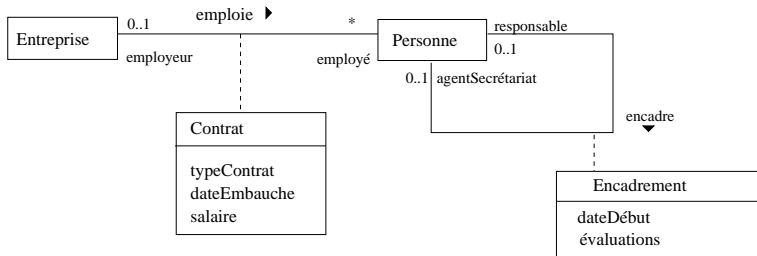 emploie
0..1
*
Entreprise
employeur
employé
Personne
responsable
0..1
0..1
agentSecrétariat
encadre
Contrat
typeContrat
dateEmbauche
salaire
Encadrement
dateDébut
évaluations